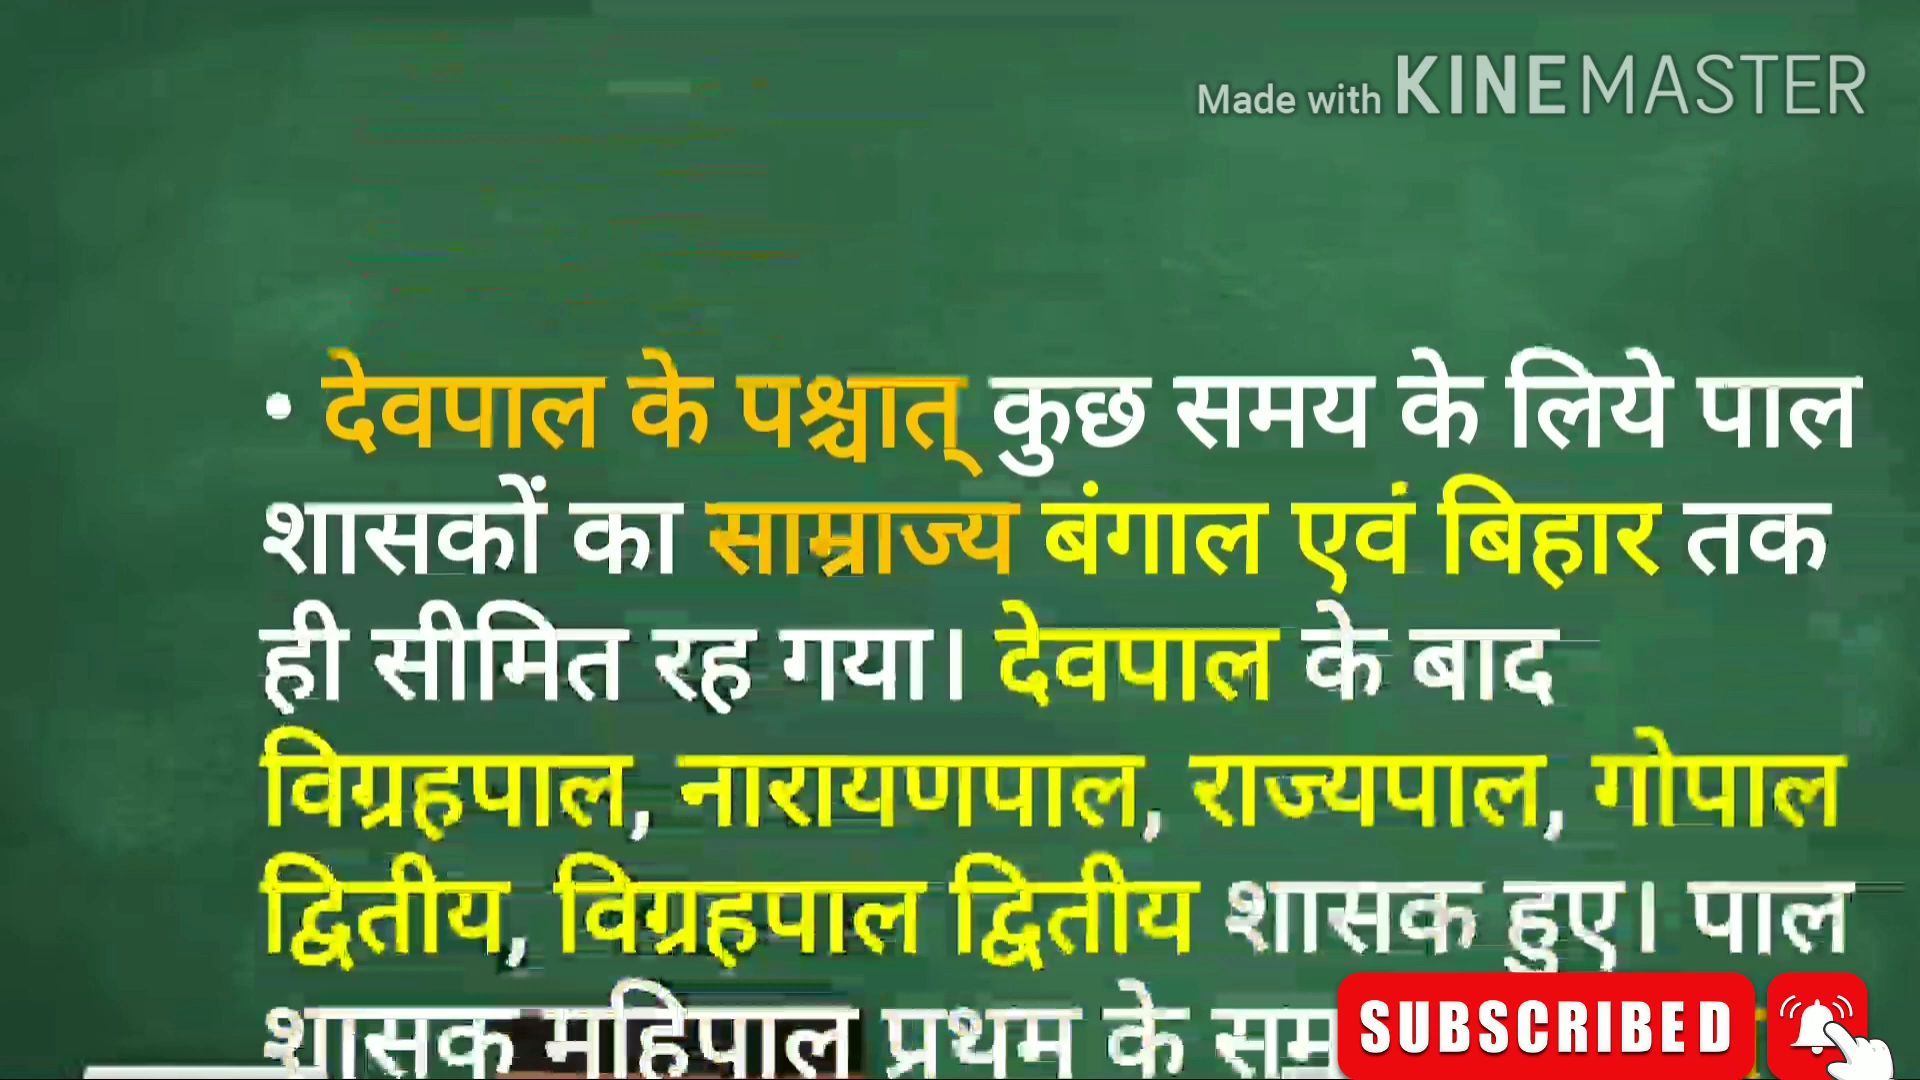 Made with KINEMASTER
• देवपाल के पश्चात् कुछ समय के लिये पाल
शासकों का साम्राज्य बंगाल एवं बिहार तक
ही सीमित रह गया। देवपाल के बाद
विग्रहपाल, नारायणपाल, राज्यपाल, गोपाल
द्वितीय, विग्रहपाल द्वितीय शासक हुए। पाल
शासक महिपाल प्रथम के
SUBSCRIBED